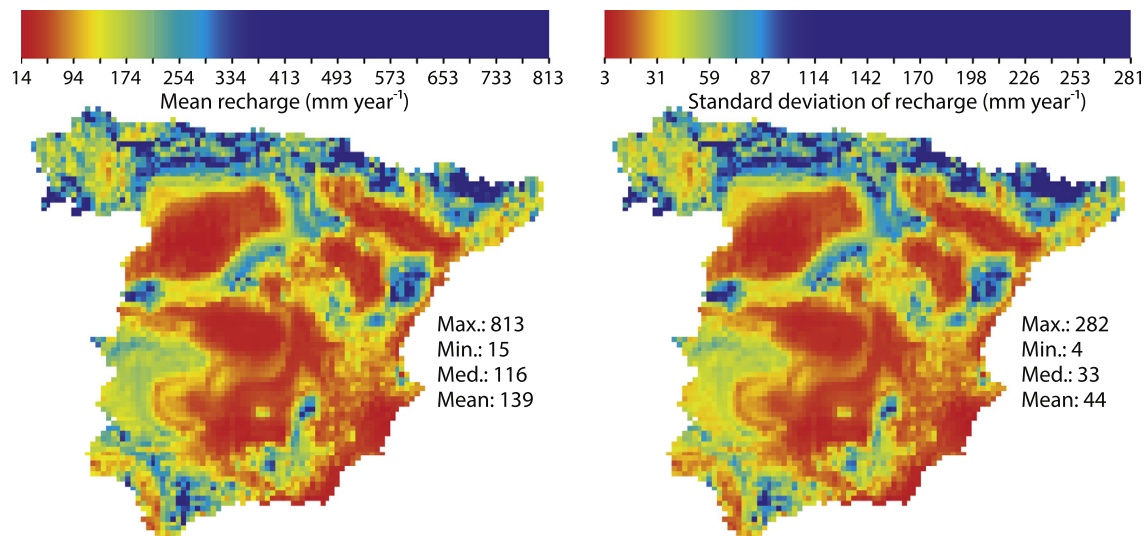 14 94 174 254 334 413 493 573 653 733 813
Mean recharge (mm year-1)
Max.: 813
Min.: 15
Med.: 116
Mean: 139
3 31 59 87 114 142 170 198 226 253 281
Standard deviation of recharge (mm year-1)
Max.: 282
Min.: 4
Med.: 33
Mean: 44